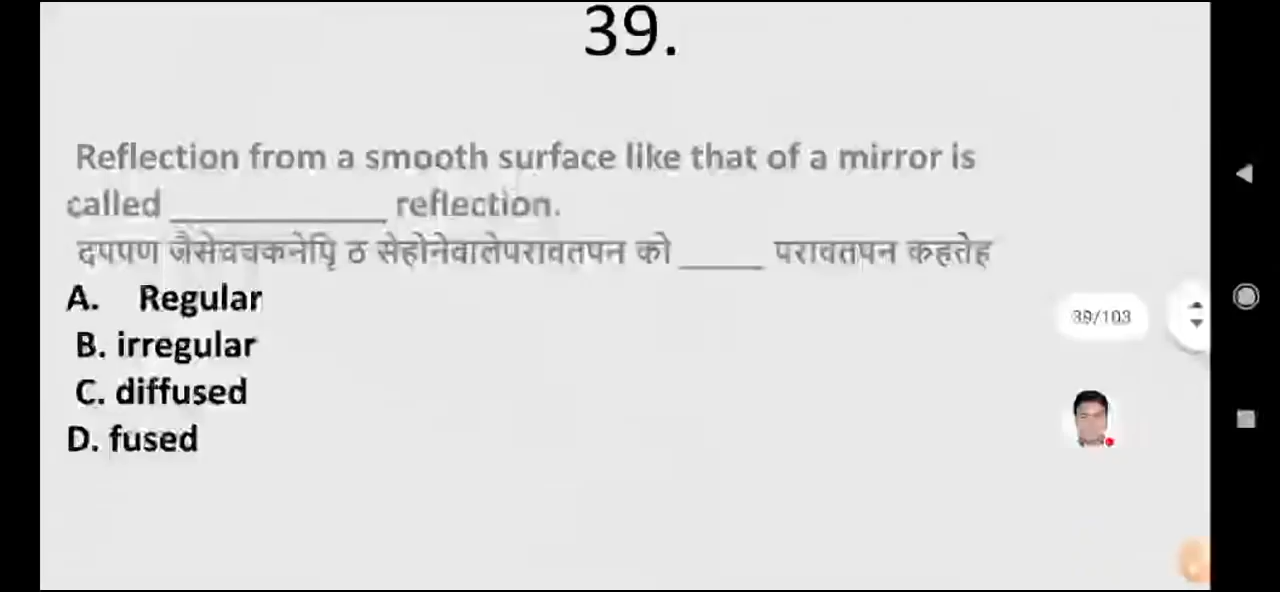 39.
Reflection from a smooth surface like that of a mirror is
called ____________ reflection.
दपपण जैसेचचकनेपृि ठ सेहोनेवालेपरावतपन को _____ परावतपन कहतेह
A. Regular
B. irregular
C. diffused
D. fused
39/103